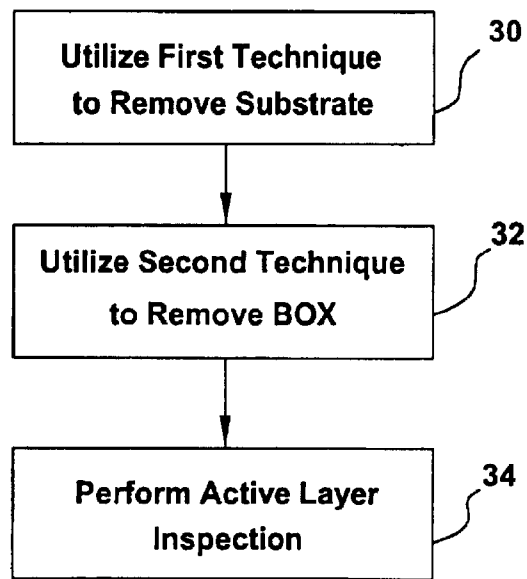 Utilize First Technique
to Remove Substrate
30
Utilize Second Technique
to Remove BOX
32
Perform Active Layer
Inspection
34